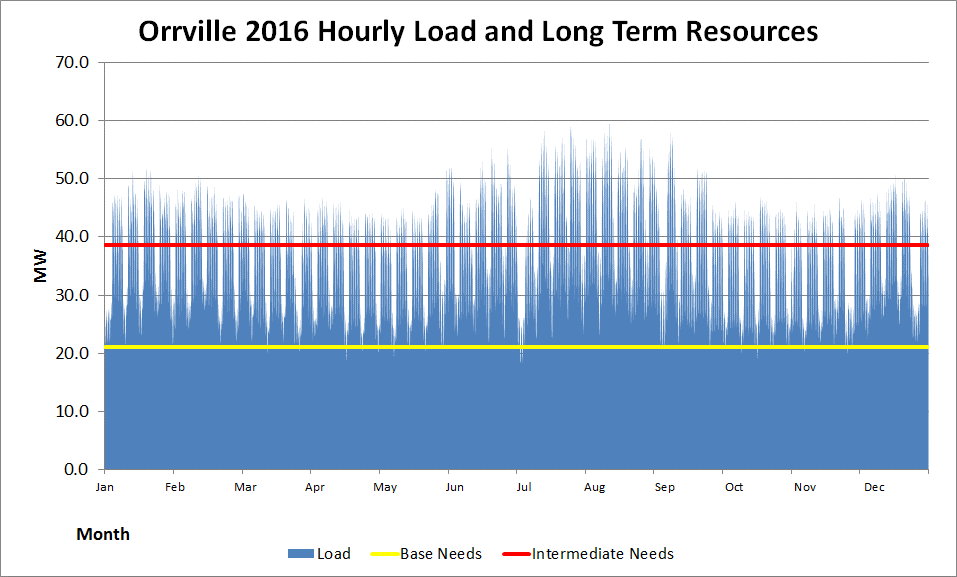 Orrville 2016 Hourly Load and Long Term Resources
70.0
60.0
50.0
40.0
30.0
20.0
10.0
0.0
MW
Jan Feb Mar Apr May Jun Jul Aug Sep Oct Nov Dec
Month
Load Base Needs Intermediate Needs